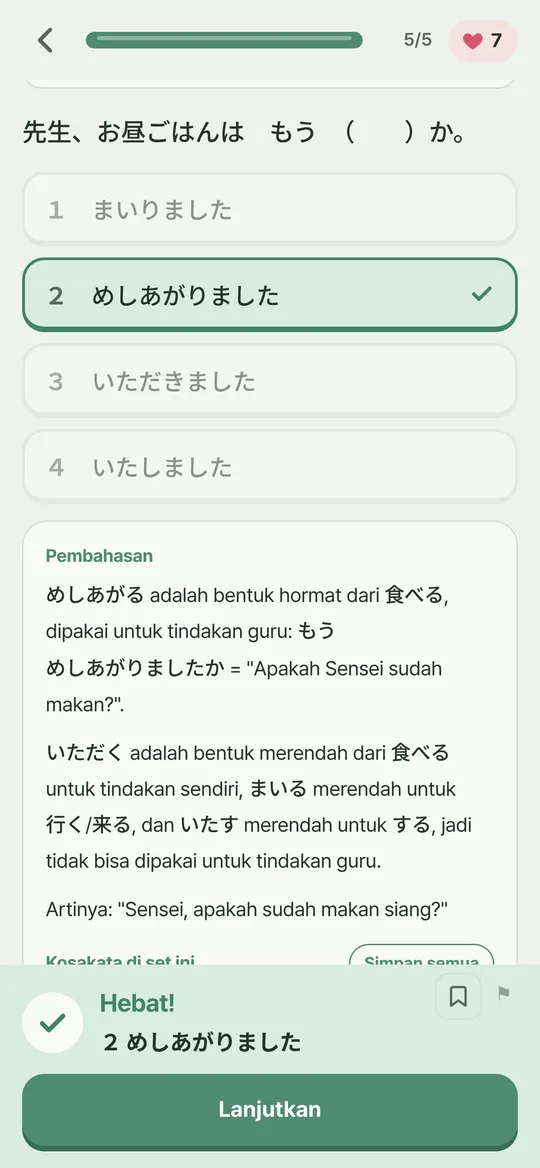 5/5 7
先生、お昼ごはんは　もう　（　　）か。
1 まいりました
2 めしあがりました
3 いただきました
4 いたしました
Pembahasan
めしあがる adalah bentuk hormat dari 食べる,
dipakai untuk tindakan guru: もう
めしあがりましたか = "Apakah Sensei sudah
makan?".
いただく adalah bentuk merendah dari 食べる
untuk tindakan sendiri, まいる merendah untuk
行く/来る, dan いたす merendah untuk する, jadi
tidak bisa dipakai untuk tindakan guru.
Artinya: "Sensei, apakah sudah makan siang?"
Kosakata di set ini Simpan semua
Hebat!
2 めしあがりました
Lanjutkan